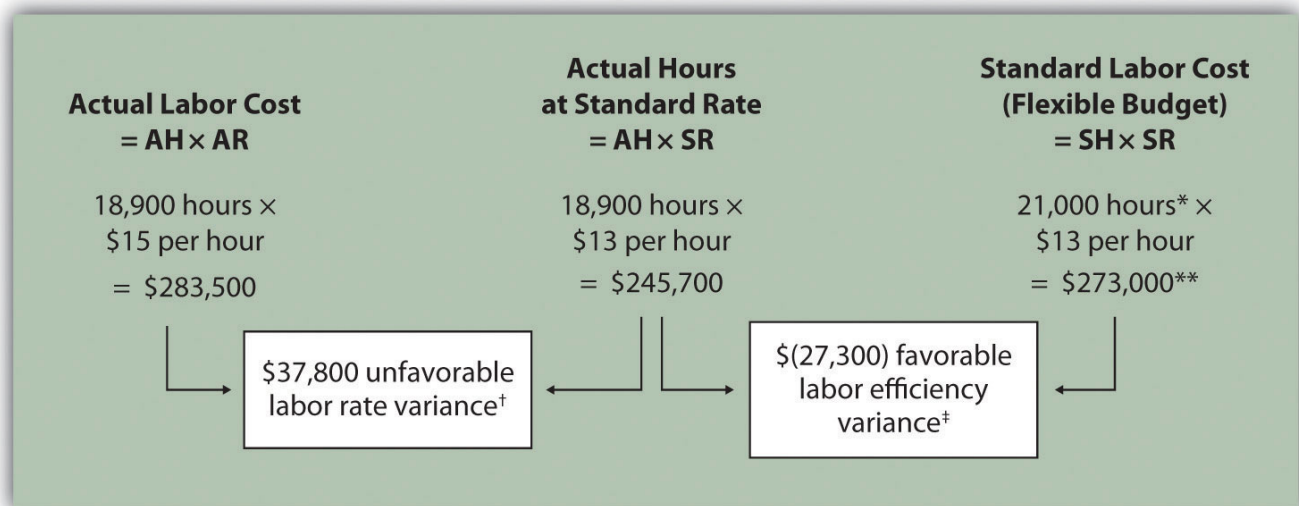 Actual Labor Cost
= AH × AR
18,900 hours ×
$15 per hour
= $283,500
Actual Hours
at Standard Rate
= AH × SR
18,900 hours ×
$13 per hour
= $245,700
Standard Labor Cost
(Flexible Budget)
= SH × SR
21,000 hours* ×
$13 per hour
= $273,000**
$37,800 unfavorable
labor rate variance†
$(27,300) favorable
labor efficiency
variance‡